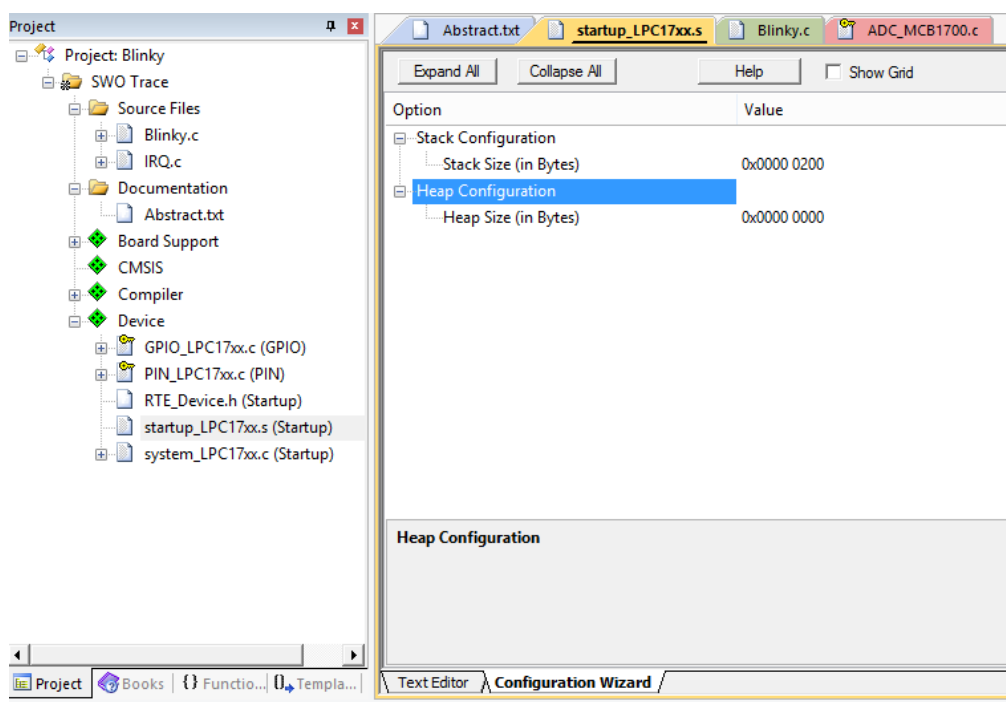 Project
Project: Blinky
SWO Trace
Source Files
Blinky.c
IRQ.c
Documentation
Abstract.txt
Board Support
CMSIS
Compiler
Device
GPIO_LPC17xx.c (GPIO)
PIN_LPC17xx.c (PIN)
RTE_Device.h (Startup)
startup_LPC17xx.s (Startup)
system_LPC17xx.c (Startup)
Project Books {} Functio... Templa...
Abstract.txt startup_LPC17xx.s Blinky.c ADC_MCB1700.c
Expand All Collapse All Help Show Grid
Option Value
Stack Configuration
Stack Size (in Bytes) 0x0000 0200
Heap Configuration
Heap Size (in Bytes) 0x0000 0000
Heap Configuration
Text Editor Configuration Wizard